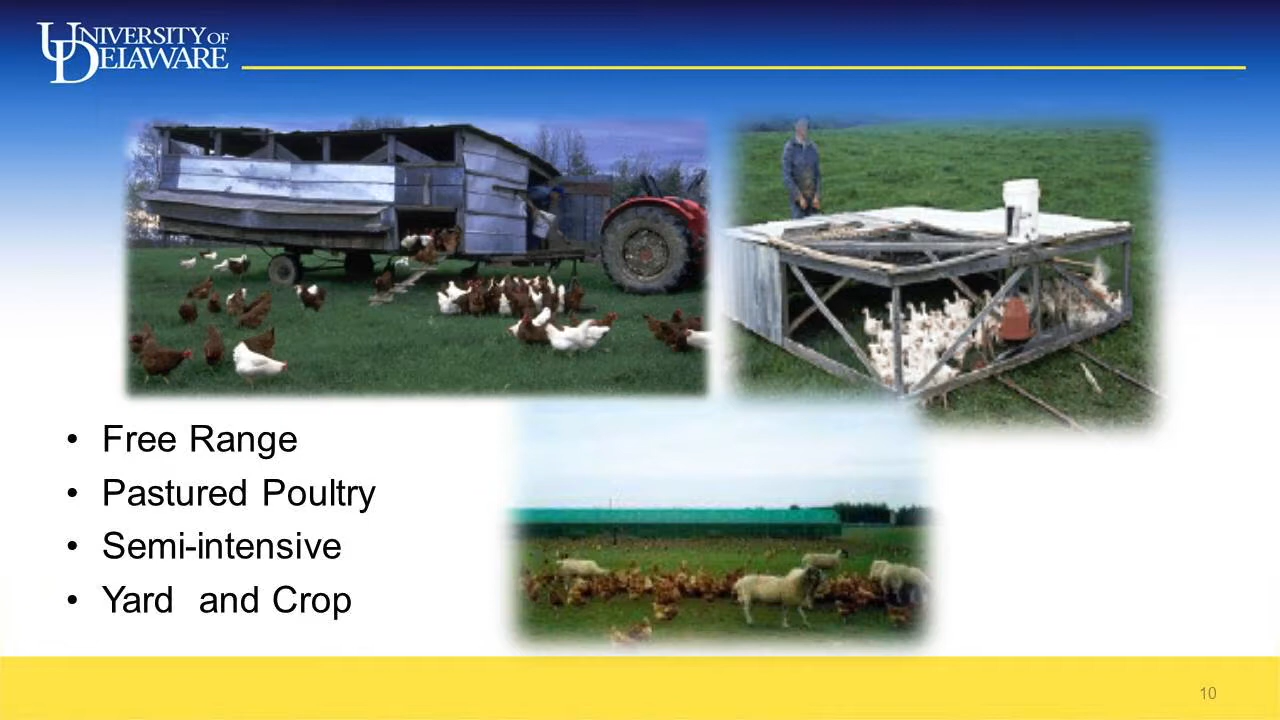 UNIVERSITY OF
DELAWARE
• Free Range
• Pastured Poultry
• Semi-intensive
• Yard and Crop
10